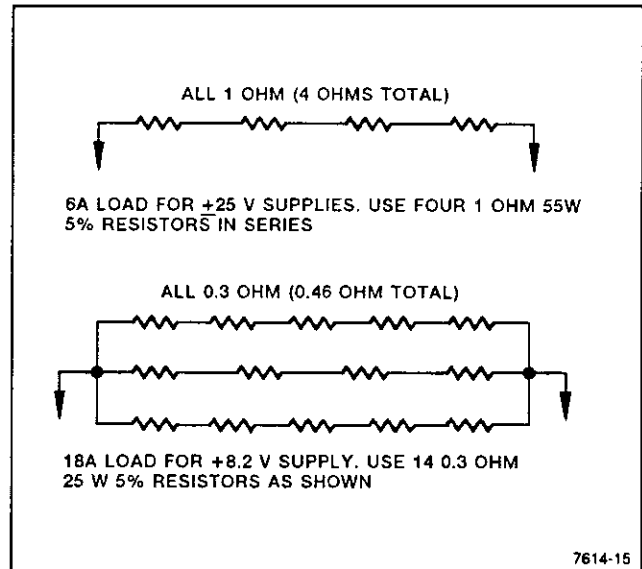 ALL 1 OHM (4 OHMS TOTAL)
6A LOAD FOR ±25 V SUPPLIES. USE FOUR 1 OHM 55W
5% RESISTORS IN SERIES
ALL 0.3 OHM (0.46 OHM TOTAL)
18A LOAD FOR +8.2 V SUPPLY. USE 14 0.3 OHM
25 W 5% RESISTORS AS SHOWN
7614-15